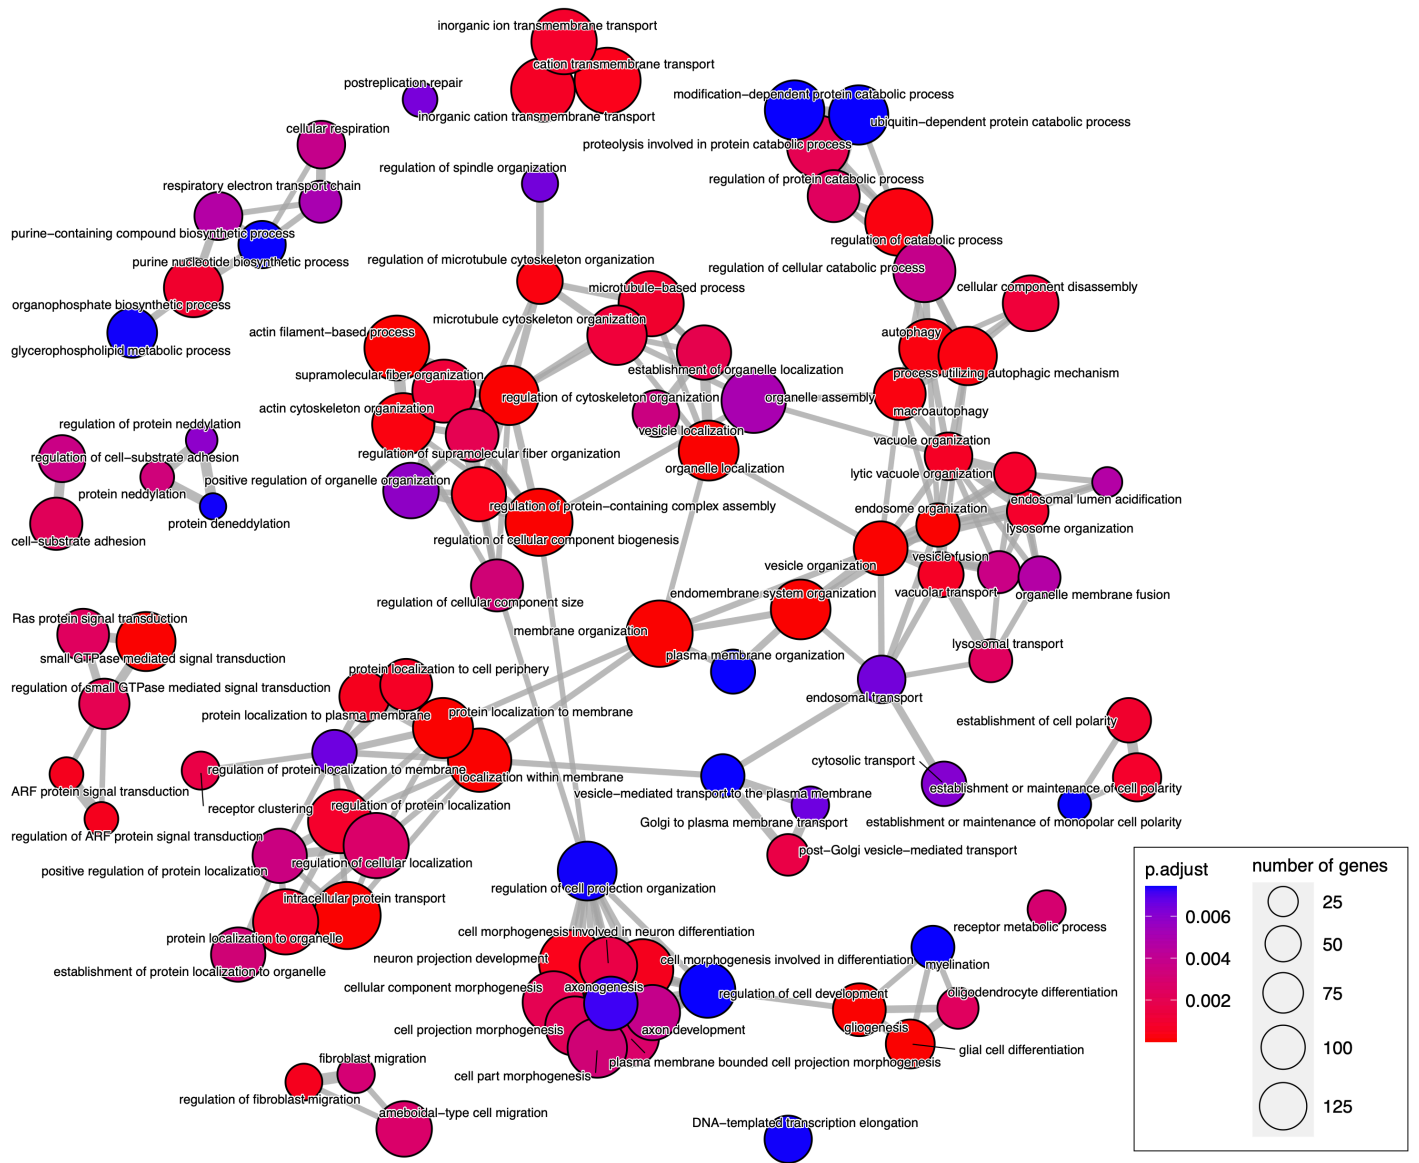 inorganic ion transmembrane transport
cation transmembrane transport
postreplication repair
modification−dependent protein catabolic process
inorganic cation transmembrane transport
ubiquitin−dependent protein catabolic process
cellular respiration
proteolysis involved in protein catabolic process
regulation of spindle organization
regulation of protein catabolic process
respiratory electron transport chain
purine−containing compound biosynthetic process
regulation of catabolic process
purine nucleotide biosynthetic process
regulation of microtubule cytoskeleton organization
regulation of cellular catabolic process
microtubule−based process
cellular component disassembly
organophosphate biosynthetic process
microtubule cytoskeleton organization
actin filament−based process
autophagy
glycerophospholipid metabolic process
establishment of organelle localization
supramolecular fiber organization
process utilizing autophagic mechanism
regulation of cytoskeleton organization
organelle assembly
actin cytoskeleton organization
macroautophagy
regulation of protein neddylation
vesicle localization
vacuole organization
regulation of cell−substrate adhesion
regulation of supramolecular fiber organization
organelle localization
lytic vacuole organization
positive regulation of organelle organization
protein neddylation
endosomal lumen acidification
regulation of protein−containing complex assembly
endosome organization
protein deneddylation
lysosome organization
cell−substrate adhesion
regulation of cellular component biogenesis
vesicle fusion
vesicle organization
endomembrane system organization
vacuolar transport
organelle membrane fusion
regulation of cellular component size
Ras protein signal transduction
membrane organization
lysosomal transport
small GTPase mediated signal transduction
plasma membrane organization
protein localization to cell periphery
regulation of small GTPase mediated signal transduction
endosomal transport
protein localization to plasma membrane
protein localization to membrane
establishment of cell polarity
cytosolic transport
regulation of protein localization to membrane
localization within membrane
ARF protein signal transduction
vesicle−mediated transport to the plasma membrane
establishment or maintenance of cell polarity
receptor clustering
regulation of protein localization
Golgi to plasma membrane transport
establishment or maintenance of monopolar cell polarity
regulation of ARF protein signal transduction
post−Golgi vesicle−mediated transport
regulation of cellular localization
positive regulation of protein localization
regulation of cell projection organization
intracellular protein transport
receptor metabolic process
cell morphogenesis involved in neuron differentiation
protein localization to organelle
neuron projection development
cell morphogenesis involved in differentiation
myelination
establishment of protein localization to organelle
cellular component morphogenesis
axonogenesis
regulation of cell development
oligodendrocyte differentiation
cell projection morphogenesis
axon development
gliogenesis
glial cell differentiation
fibroblast migration
plasma membrane bounded cell projection morphogenesis
cell part morphogenesis
regulation of fibroblast migration
ameboidal−type cell migration
DNA−templated transcription elongation
p.adjust
0.006
0.004
0.002
number of genes
25
50
75
100
125